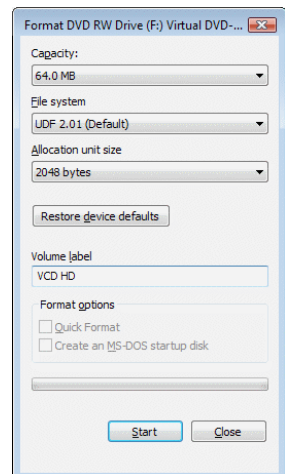 Format DVD RW Drive (F:) Virtual DVD-...
Capacity:
64.0 MB
File system
UDF 2.01 (Default)
Allocation unit size
2048 bytes
Restore device defaults
Volume label
VCD HD
Format options
Quick Format
Create an MS-DOS startup disk
Start
Close